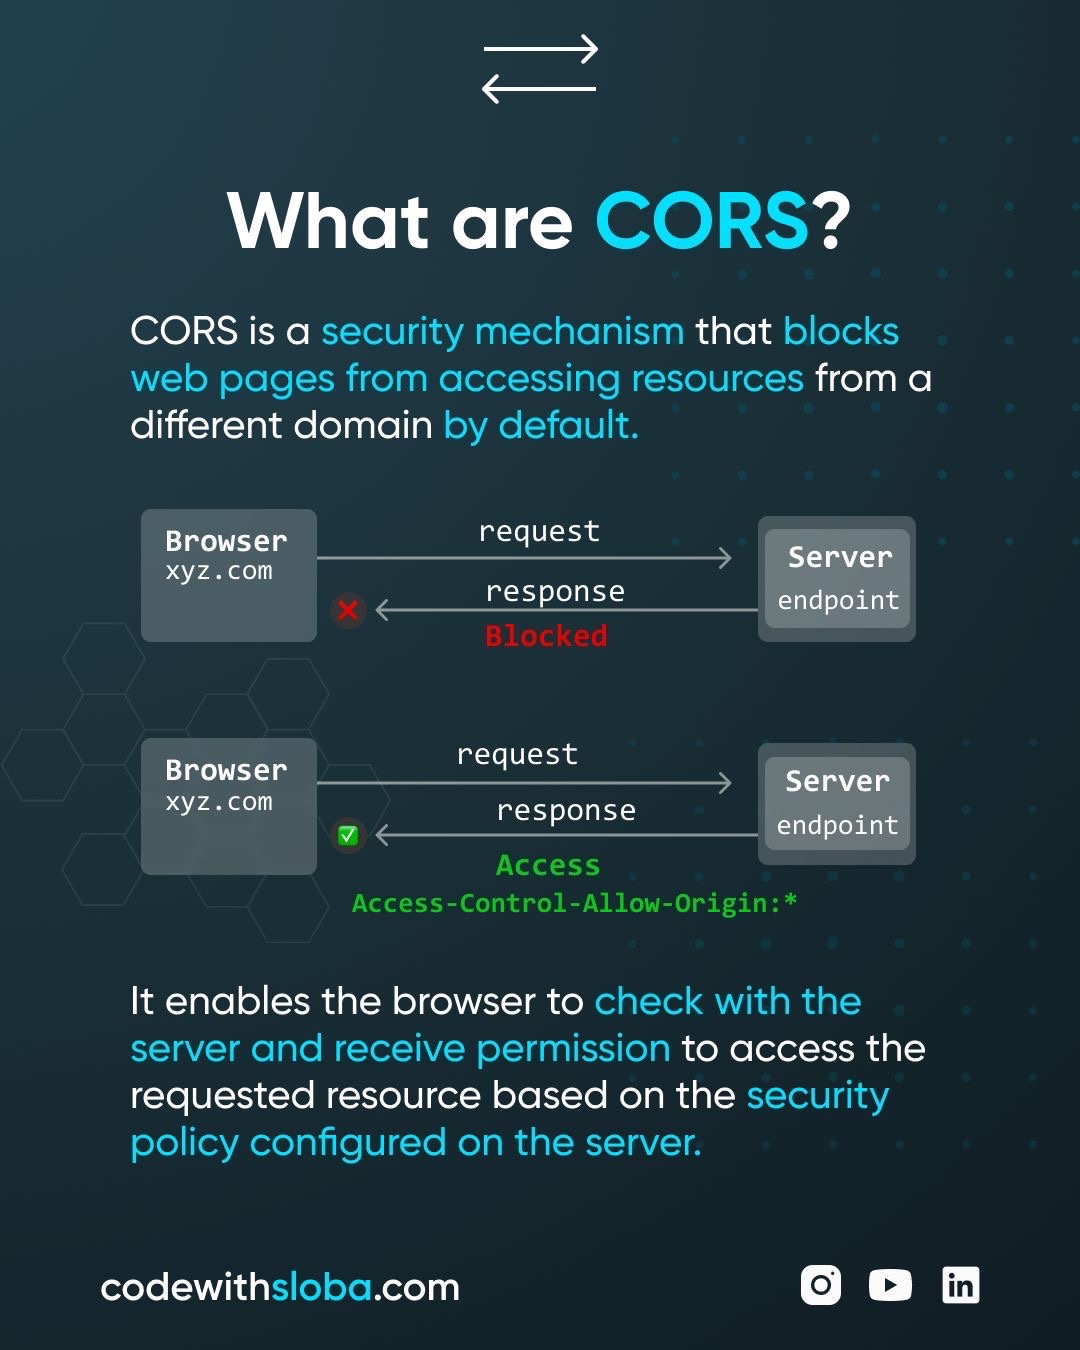 What are CORS?
CORS is a security mechanism that blocks
web pages from accessing resources from a
different domain by default.
Browser
xyz.com
request
response
Blocked
Server
endpoint
Browser
xyz.com
request
response
Access
Access-Control-Allow-Origin:*
Server
endpoint
It enables the browser to check with the
server and receive permission to access the
requested resource based on the security
policy configured on the server.
codewithsloba.com
in